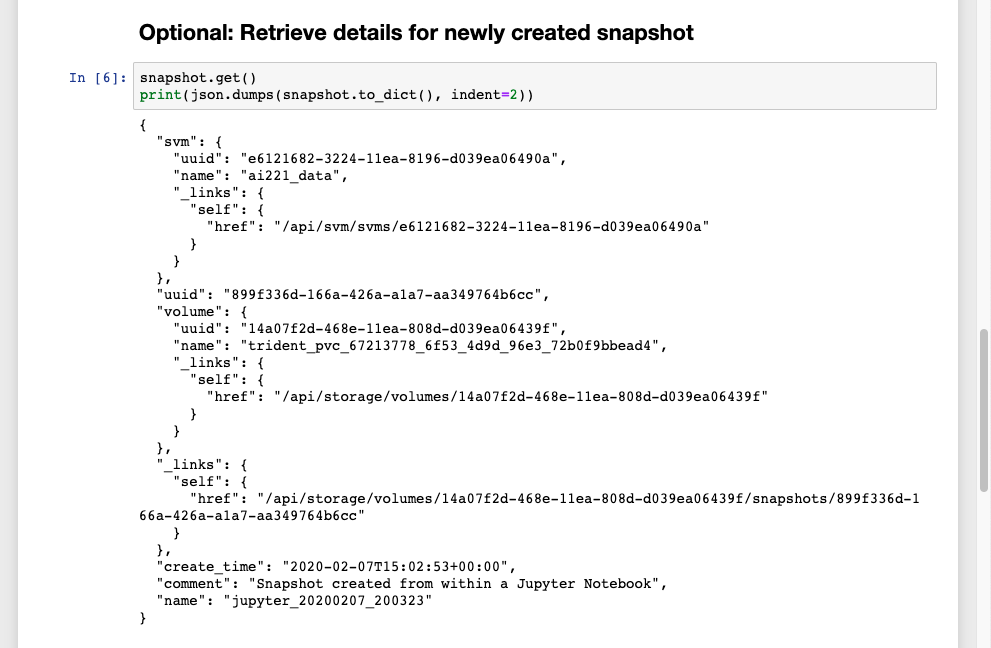 Optional: Retrieve details for newly created snapshot
In [6]:
snapshot.get()
print(json.dumps(snapshot.to_dict(), indent=2))
{
  "svm": {
    "uuid": "e6121682-3224-11ea-8196-d039ea06490a",
    "name": "ai221_data",
    "_links": {
      "self": {
        "href": "/api/svm/svms/e6121682-3224-11ea-8196-d039ea06490a"
      }
    }
  },
  "uuid": "899f336d-166a-426a-a1a7-aa349764b6cc",
  "volume": {
    "uuid": "14a07f2d-468e-11ea-808d-d039ea06439f",
    "name": "trident_pvc_67213778_6f53_4d9d_96e3_72b0f9bbead4",
    "_links": {
      "self": {
        "href": "/api/storage/volumes/14a07f2d-468e-11ea-808d-d039ea06439f"
      }
    }
  },
  "_links": {
    "self": {
      "href": "/api/storage/volumes/14a07f2d-468e-11ea-808d-d039ea06439f/snapshots/899f336d-1
66a-426a-a1a7-aa349764b6cc"
    }
  },
  "create_time": "2020-02-07T15:02:53+00:00",
  "comment": "Snapshot created from within a Jupyter Notebook",
  "name": "jupyter_20200207_200323"
}